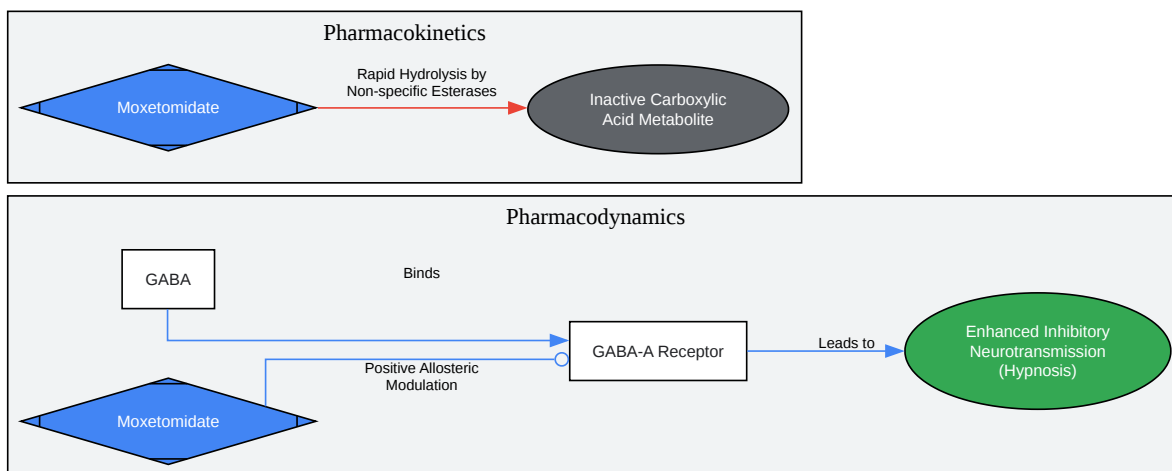 Pharmacokinetics
Moxetomidate
Rapid Hydrolysis by
Non-specific Esterases
Inactive Carboxylic
Acid Metabolite
Pharmacodynamics
GABA
Binds
Positive Allosteric
Modulation
Moxetomidate
GABA-A Receptor
Leads to
Enhanced Inhibitory
Neurotransmission
(Hypnosis)